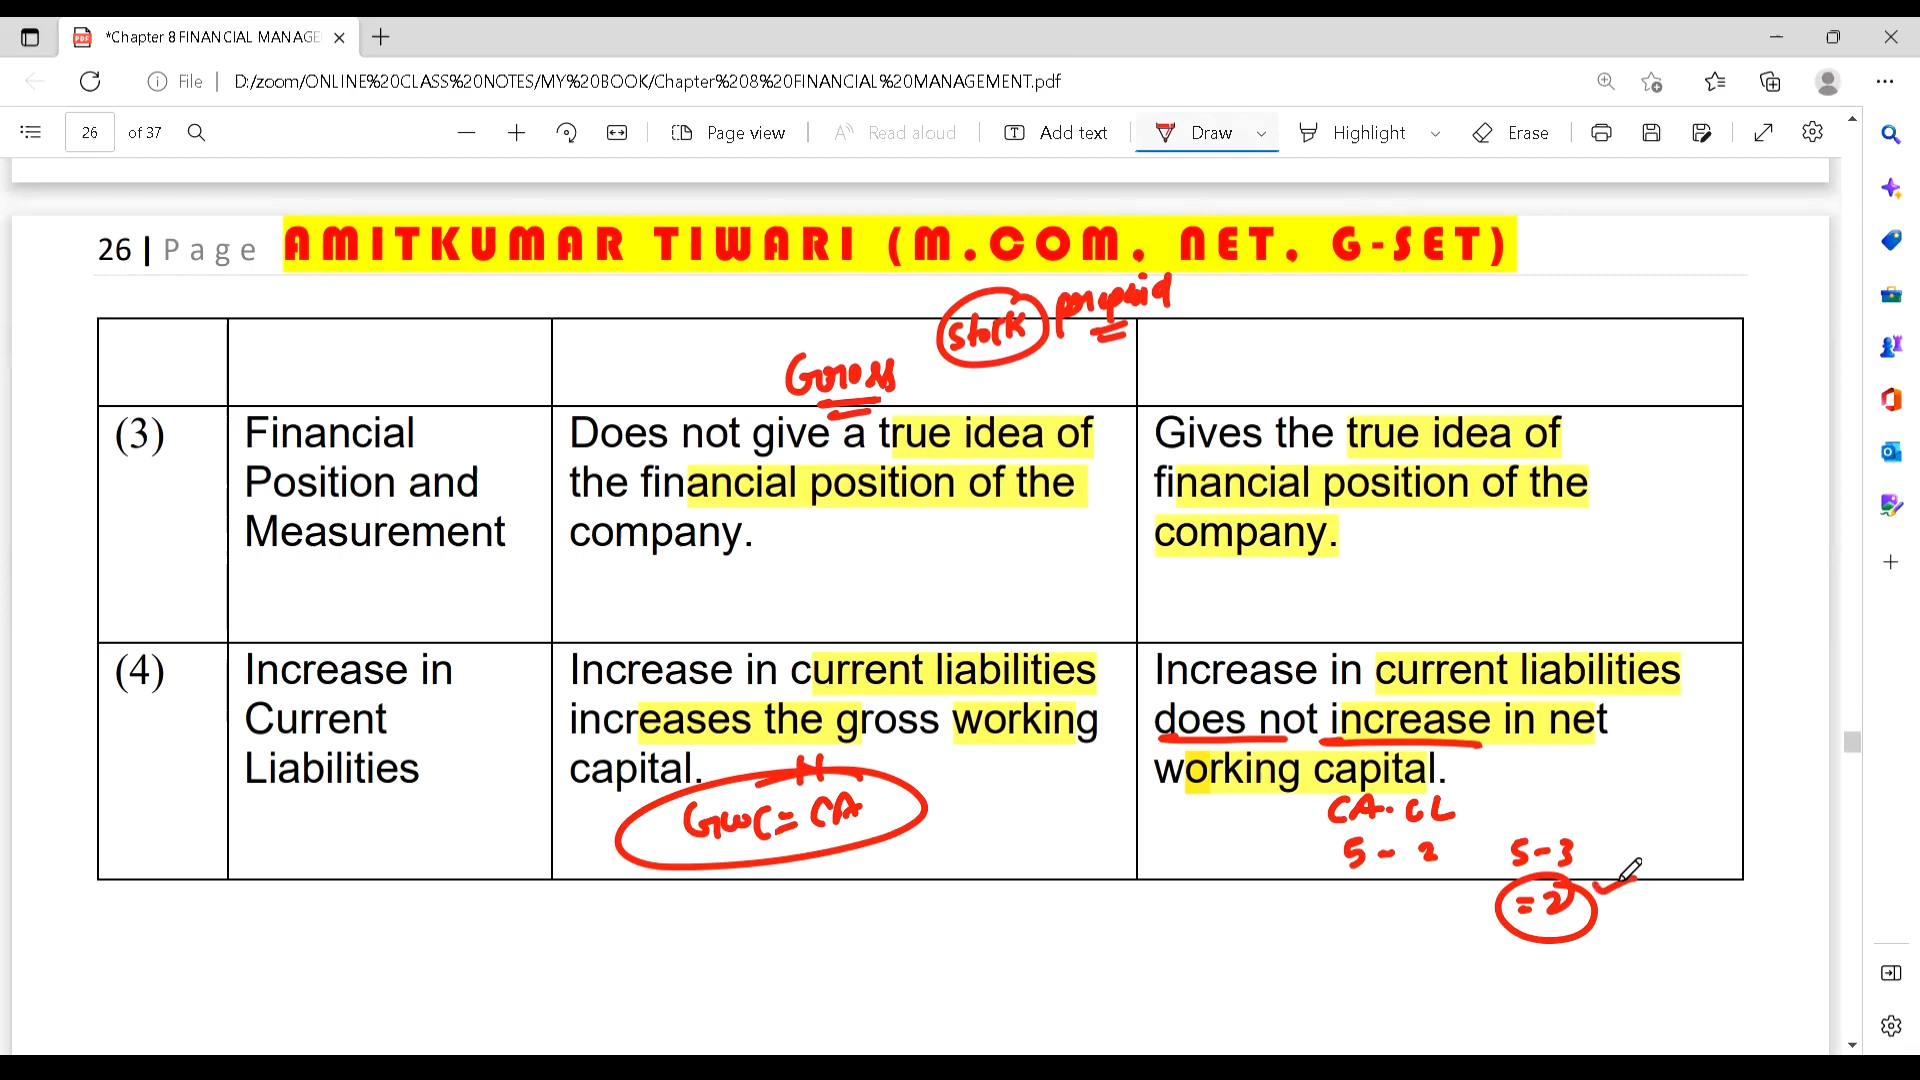 *Chapter 8 FINANCIAL MANAGE
File
D:/zoom/ONLINE%20CLASS%20NOTES/MY%20BOOK/Chapter%208%20FINANCIAL%20MANAGEMENT.pdf
26 of 37
Page view
Read aloud
Add text
Draw
Highlight
Erase
26 | Page AMITKUMAR TIWARI (M.COM. NET. G-SET)
Stock prepaid
Gross
(3)
Financial
Position and
Measurement
Does not give a true idea of
the financial position of the
company.
Gives the true idea of
financial position of the
company.
(4)
Increase in
Current
Liabilities
Increase in current liabilities
increases the gross working
capital.
GWC = CA
Increase in current liabilities
does not increase in net
working capital.
CA - CL
5 - 2
5 - 3
= 2